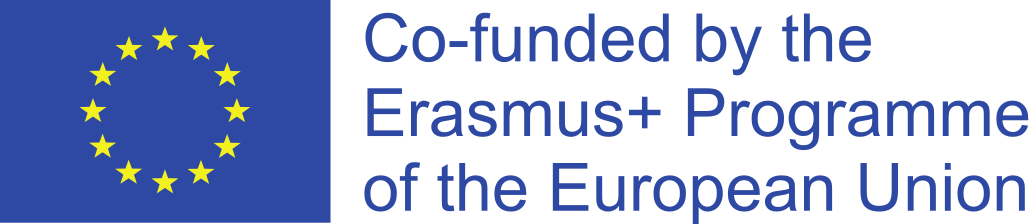 Co-funded by the
Erasmus+ Programme
of the European Union